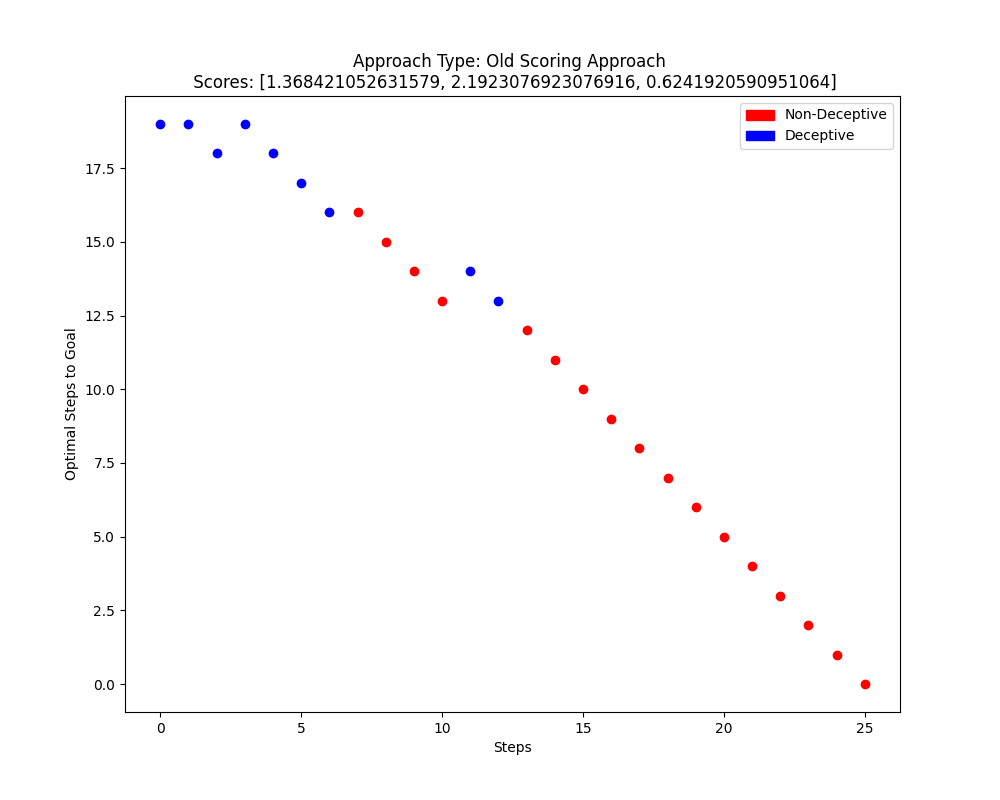 Approach Type: Old Scoring Approach
Scores: [1.368421052631579, 2.1923076923076916, 0.6241920590951064]
Non-Deceptive
Deceptive
Optimal Steps to Goal
17.5
15.0
12.5
10.0
7.5
5.0
2.5
0.0
0 5 10 15 20 25
Steps